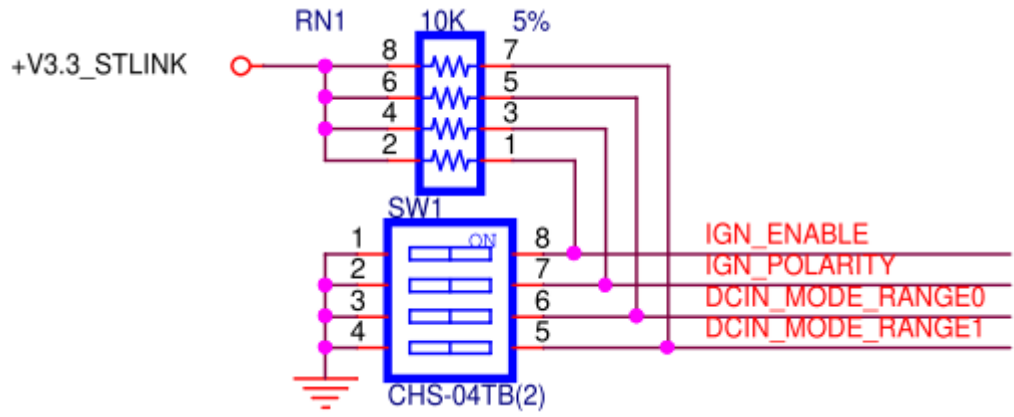 RN1 10K 5%
+V3.3_STLINK
8 7
6 5
4 3
2 1
SW1
ON
1 8 IGN_ENABLE
2 7 IGN_POLARITY
3 6 DCIN_MODE_RANGE0
4 5 DCIN_MODE_RANGE1
CHS-04TB(2)